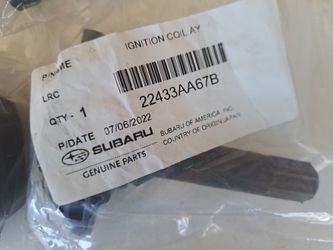 P/NAME IGNITION COIL AY
LRC
22433AA67B
QTY - 1
P/DATE 07/06/2022
SUBARU
SUBARU OF AMERICA, INC.
COUNTRY OF ORIGIN JAPAN
GENUINE PARTS